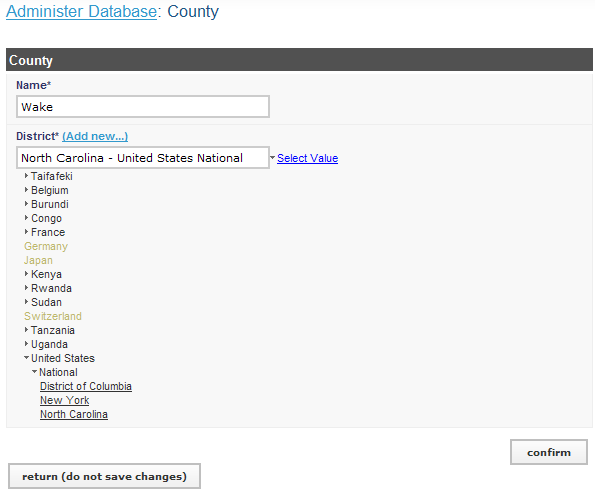 Administer Database: County
County
Name*
Wake
District* (Add new...)
North Carolina - United States National Select Value
Taifafeki
Belgium
Burundi
Congo
France
Germany
Japan
Kenya
Rwanda
Sudan
Switzerland
Tanzania
Uganda
United States
National
District of Columbia
New York
North Carolina
confirm
return (do not save changes)